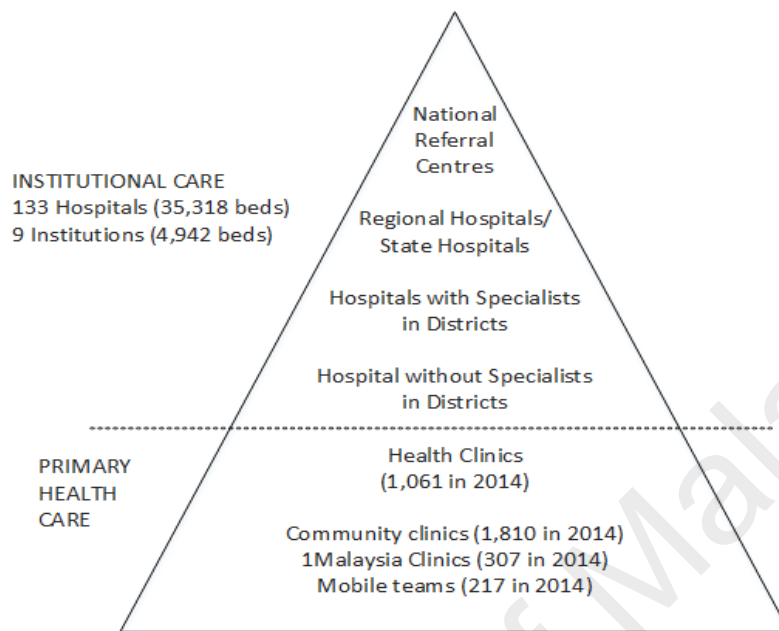 National
Referral
Centres
INSTITUTIONAL CARE
133 Hospitals (35,318 beds)
9 Institutions (4,942 beds)
Regional Hospitals/
State Hospitals
Hospitals with Specialists
in Districts
Hospital without Specialists
in Districts
PRIMARY
HEALTH
CARE
Health Clinics
(1,061 in 2014)
Community clinics (1,810 in 2014)
1Malaysia Clinics (307 in 2014)
Mobile teams (217 in 2014)
of Mala